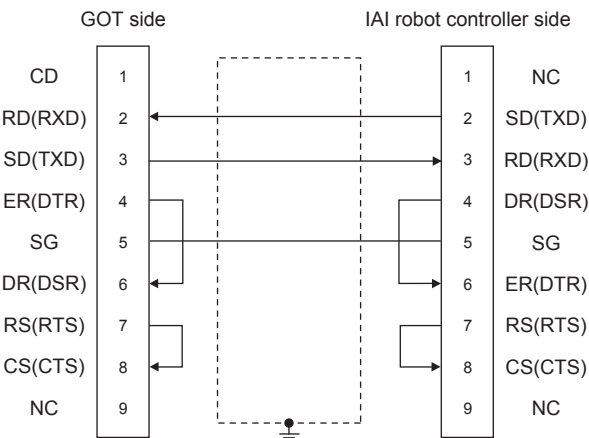 GOT side IAI robot controller side
CD 1 1 NC
RD(RXD) 2 2 SD(TXD)
SD(TXD) 3 3 RD(RXD)
ER(DTR) 4 4 DR(DSR)
SG 5 5 SG
DR(DSR) 6 6 ER(DTR)
RS(RTS) 7 7 RS(RTS)
CS(CTS) 8 8 CS(CTS)
NC 9 9 NC